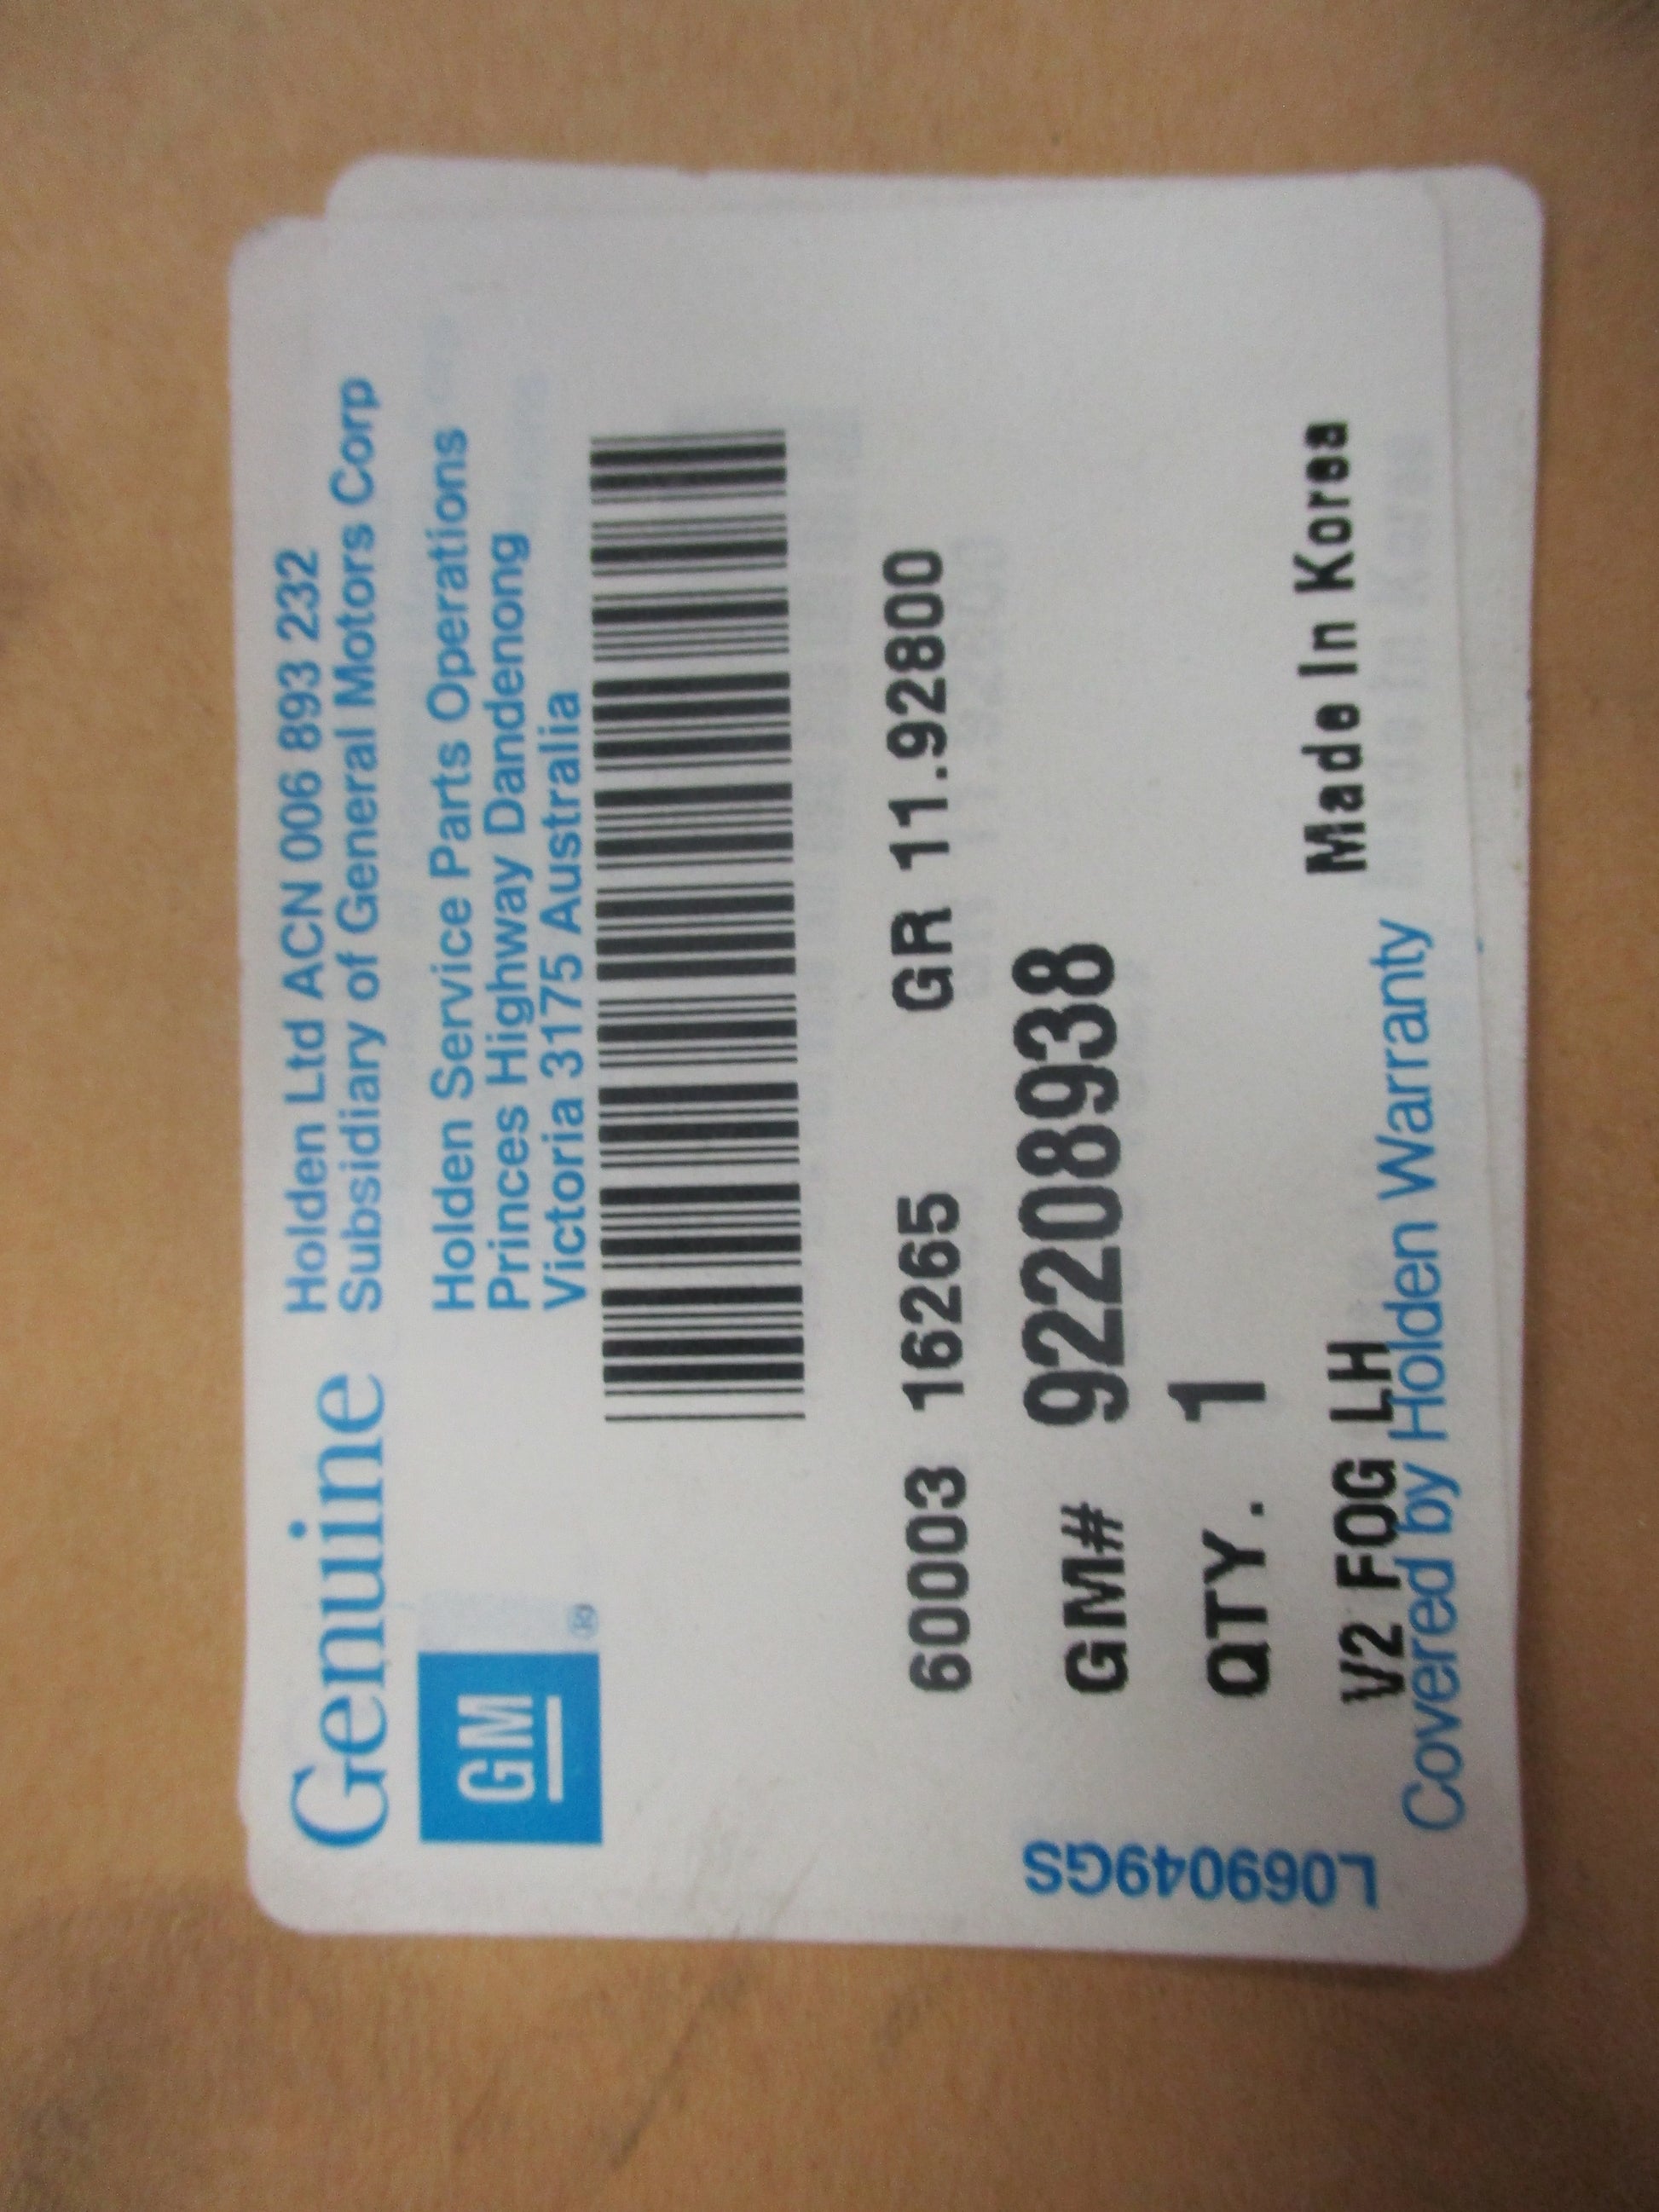 Genuine
Holden Ltd ACN 006 893 232
Subsidiary of General Motors Corp
GM ®
Holden Service Parts Operations
Princes Highway Dandenong
Victoria 3175 Australia
60003 16265 GR 11.92800
GM# 92208938
QTY. 1
V2 FOG LH Made In Korea
Covered by Holden Warranty
L069049GS